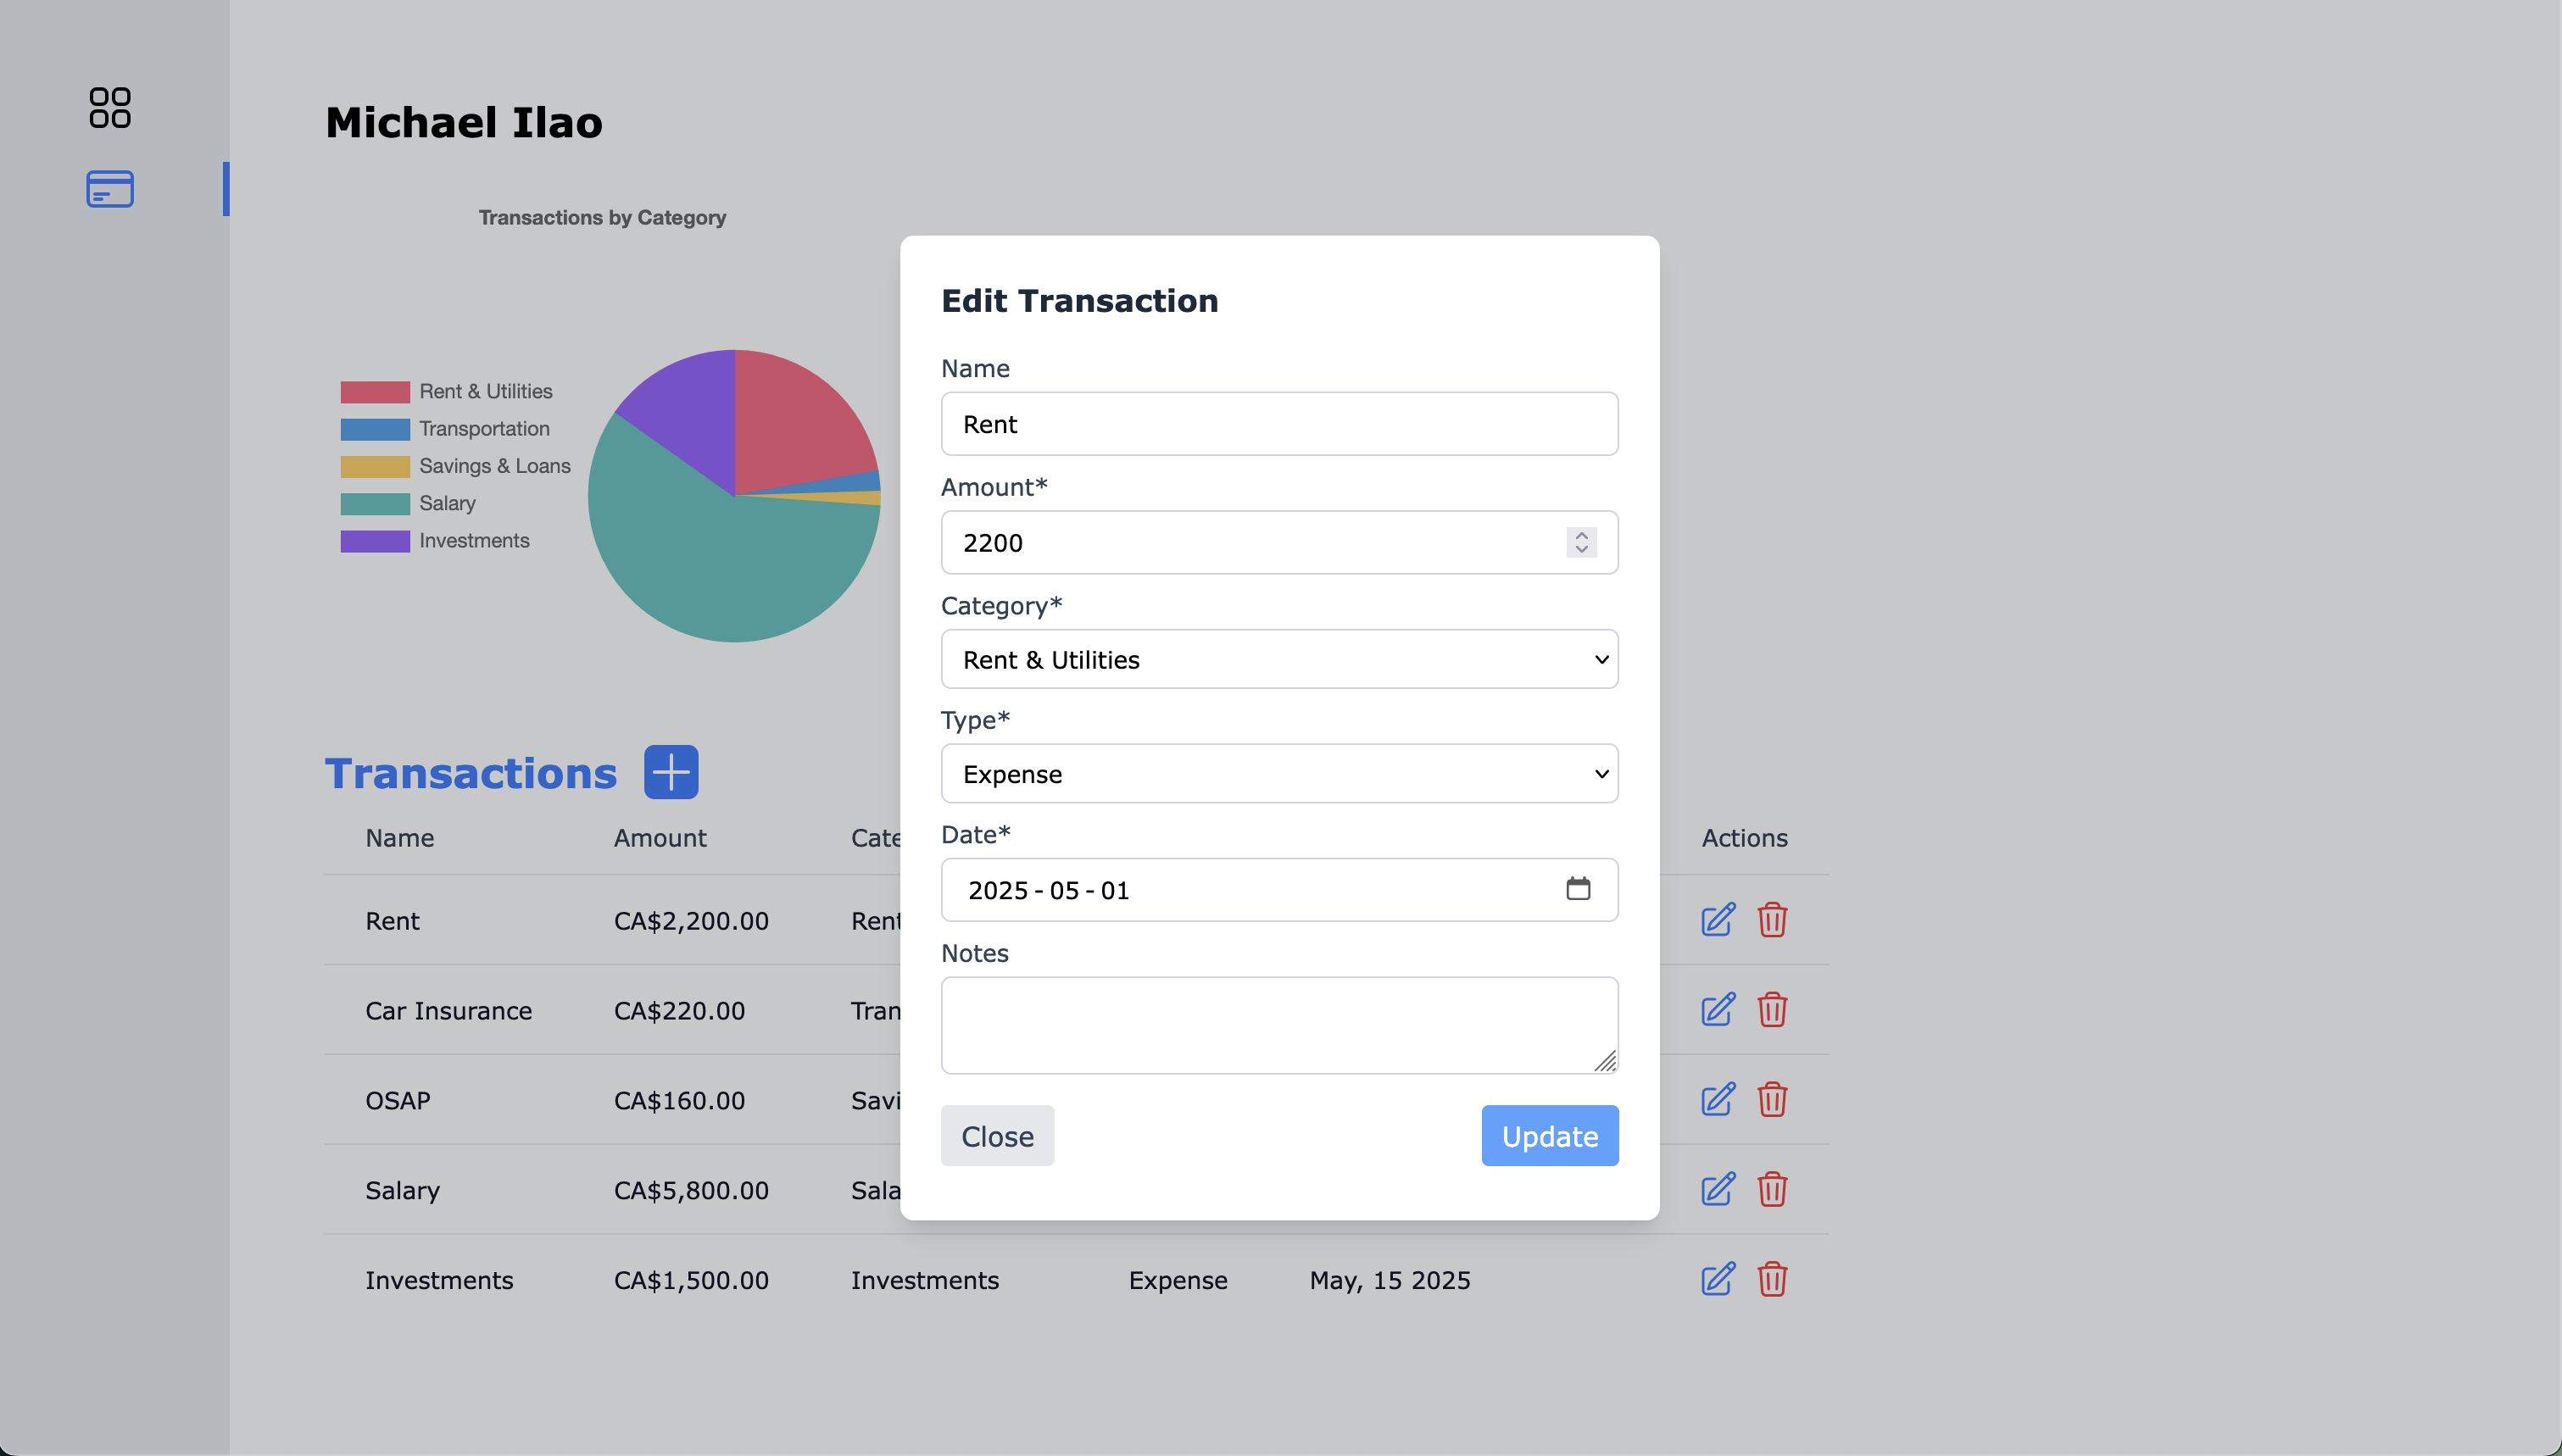 Michael Ilao
Transactions by Category
Rent & Utilities
Transportation
Savings & Loans
Salary
Investments
Edit Transaction
Name
Rent
Amount*
2200
Category*
Rent & Utilities
Type*
Expense
Date*
2025-05-01
Notes
Close Update
Transactions
Name Amount Cate Actions
Rent CA$2,200.00 Rent
Car Insurance CA$220.00 Tran
OSAP CA$160.00 Savi
Salary CA$5,800.00 Sala
Investments CA$1,500.00 Investments Expense May, 15 2025